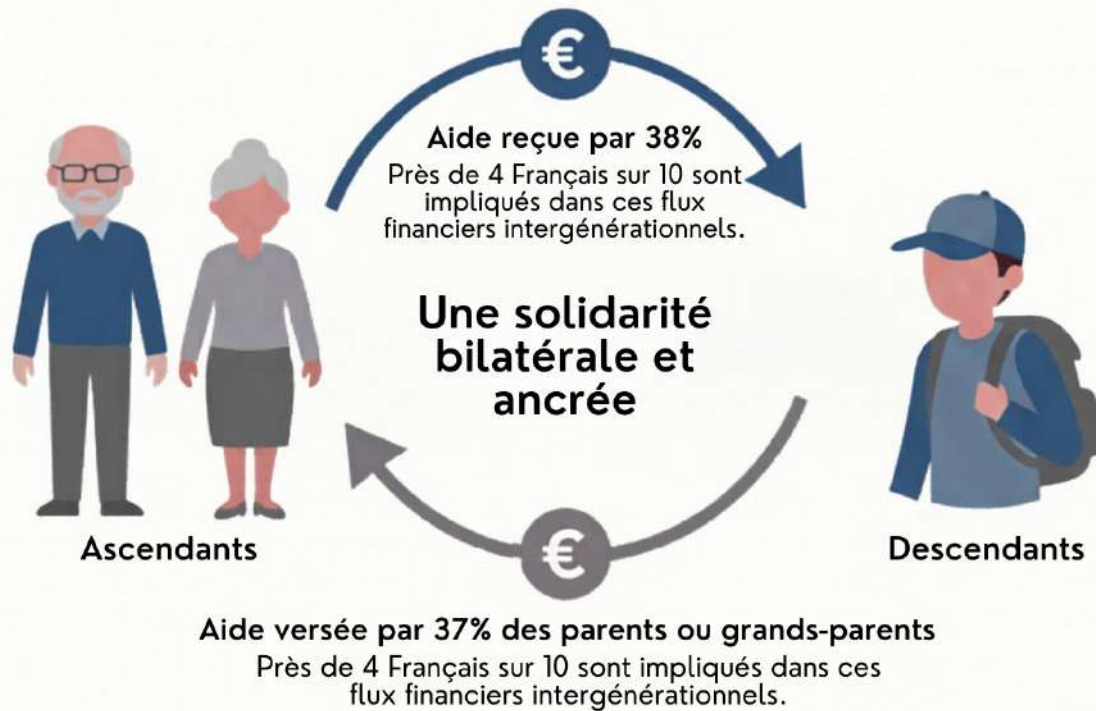 €
Aide reçue par 38%
Près de 4 Français sur 10 sont
impliqués dans ces flux
financiers intergénérationnels.
Une solidarité
bilatérale et
ancrée
Ascendants
Descendants
€
Aide versée par 37% des parents ou grands-parents
Près de 4 Français sur 10 sont impliqués dans ces
flux financiers intergénérationnels.